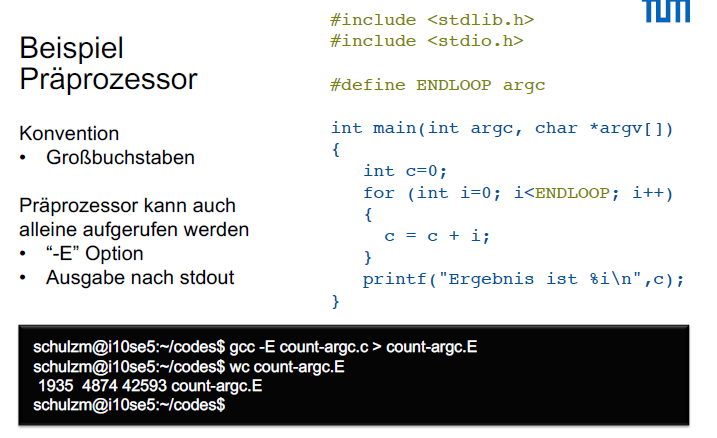 Beispiel
Präprozessor
Konvention
• Großbuchstaben
Präprozessor kann auch
alleine aufgerufen werden
• “-E” Option
• Ausgabe nach stdout
TUM
#include <stdlib.h>
#include <stdio.h>
#define ENDLOOP argc
int main(int argc, char *argv[])
{
   int c=0;
   for (int i=0; i<ENDLOOP; i++)
   {
     c = c + i;
   }
   printf("Ergebnis ist %i\n",c);
}
schulzm@i10se5:~/codes$ gcc -E count-argc.c > count-argc.E
schulzm@i10se5:~/codes$ wc count-argc.E
 1935  4874 42593 count-argc.E
schulzm@i10se5:~/codes$